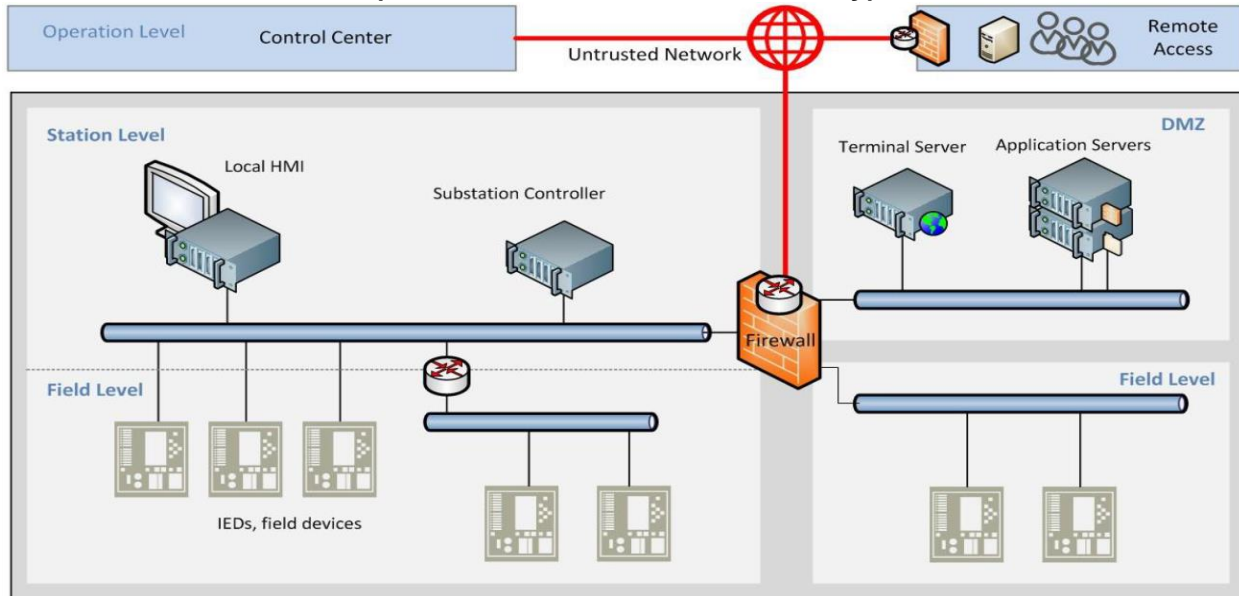 Operation Level
Control Center
Untrusted Network
Remote
Access
Station Level
Local HMI
Substation Controller
DMZ
Terminal Server
Application Servers
Firewall
Field Level
IEDs, field devices
Field Level